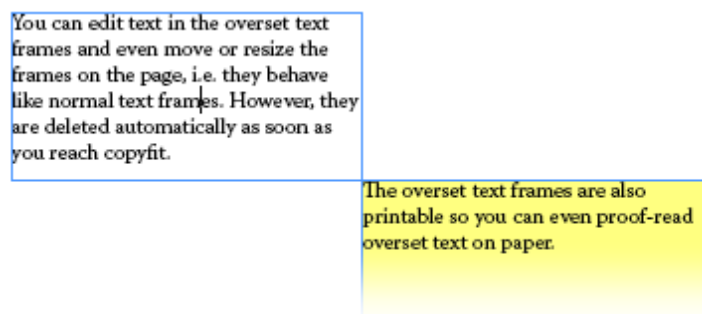 You can edit text in the overset text
frames and even move or resize the
frames on the page, i.e. they behave
like normal text frames. However, they
are deleted automatically as soon as
you reach copyfit.
The overset text frames are also
printable so you can even proof-read
overset text on paper.